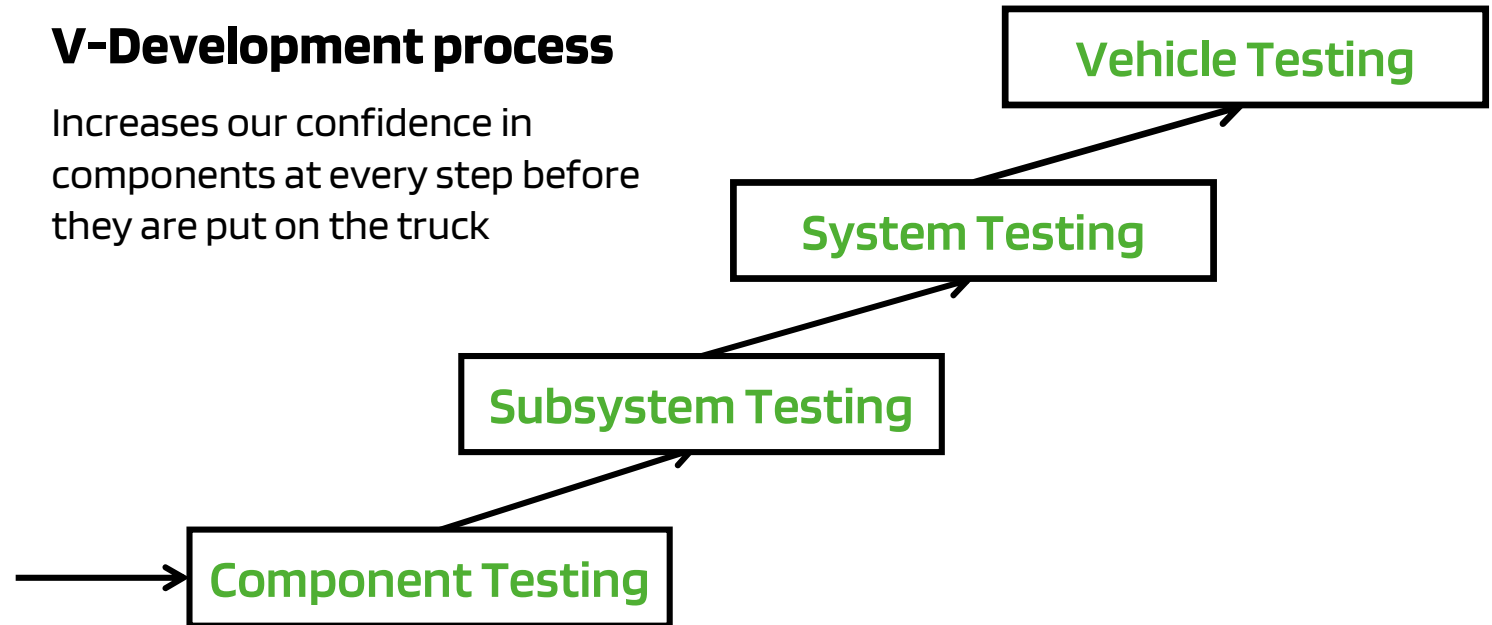 V-Development process
Increases our confidence in
components at every step before
they are put on the truck
Vehicle Testing
System Testing
Subsystem Testing
Component Testing